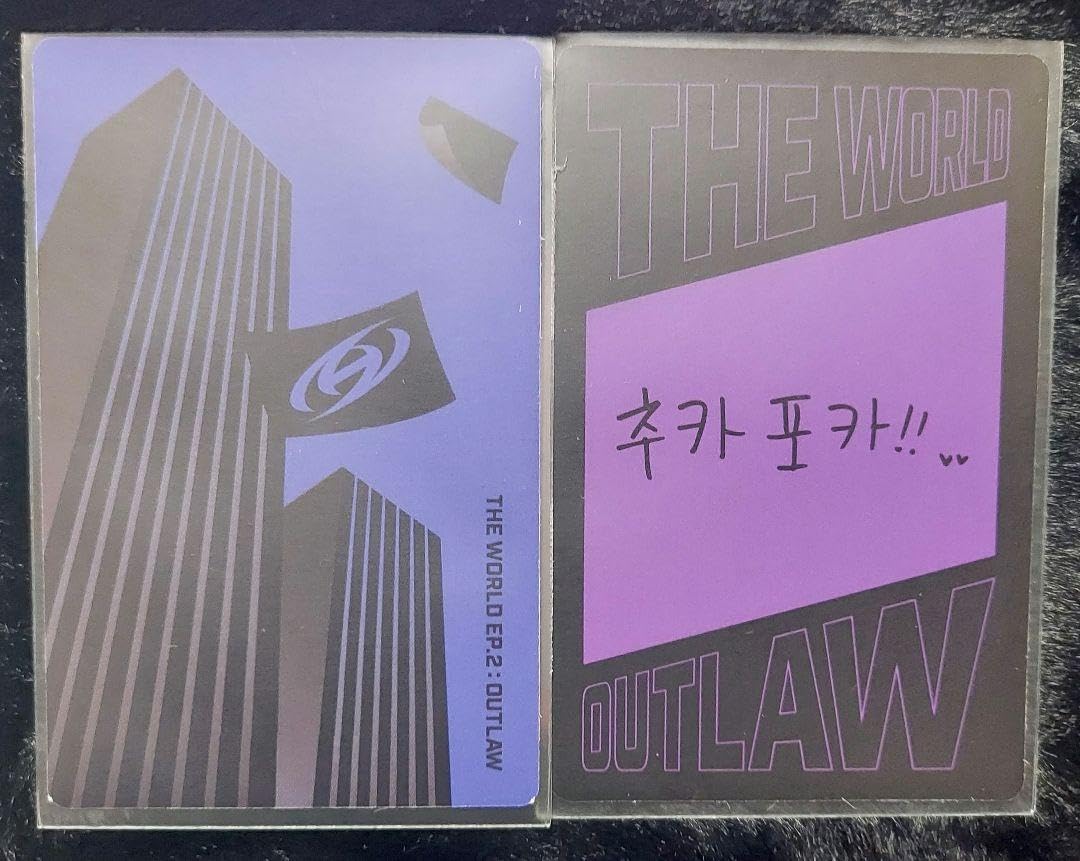 THE WORLD EP.2 : OUTLAW
THE WORLD
추카 포카!!
OUTLAW